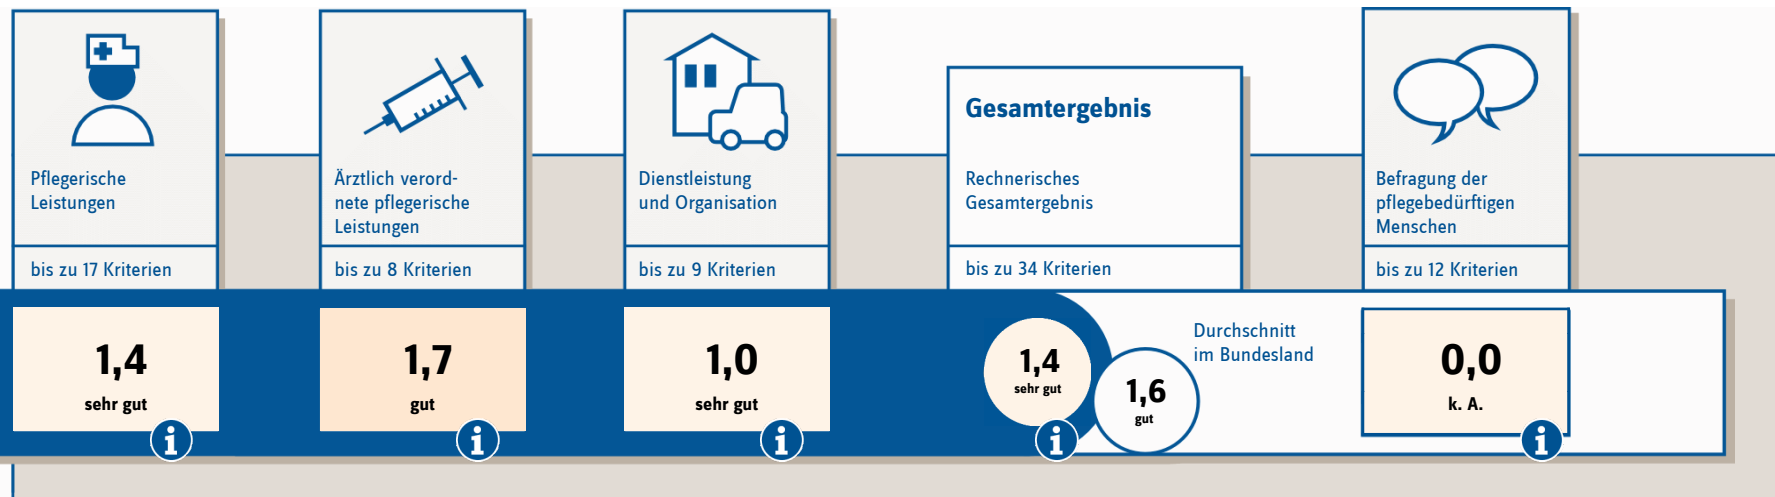 Pflegerische
Leistungen
bis zu 17 Kriterien
1,4
sehr gut
i
Ärztlich verord-
nete pflegerische
Leistungen
bis zu 8 Kriterien
1,7
gut
i
Dienstleistung
und Organisation
bis zu 9 Kriterien
1,0
sehr gut
i
Gesamtergebnis
Rechnerisches
Gesamtergebnis
bis zu 34 Kriterien
1,4
sehr gut
i
1,6
gut
Durchschnitt
im Bundesland
Befragung der
pflegebedürftigen
Menschen
bis zu 12 Kriterien
0,0
k. A.
i